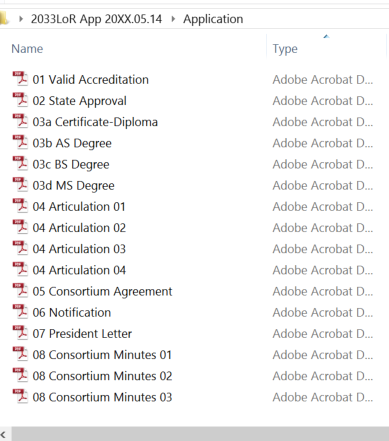 2033LoR App 20XX.05.14 > Application
Name Type
01 Valid Accreditation Adobe Acrobat D...
02 State Approval Adobe Acrobat D...
03a Certificate-Diploma Adobe Acrobat D...
03b AS Degree Adobe Acrobat D...
03c BS Degree Adobe Acrobat D...
03d MS Degree Adobe Acrobat D...
04 Articulation 01 Adobe Acrobat D...
04 Articulation 02 Adobe Acrobat D...
04 Articulation 03 Adobe Acrobat D...
04 Articulation 04 Adobe Acrobat D...
05 Consortium Agreement Adobe Acrobat D...
06 Notification Adobe Acrobat D...
07 President Letter Adobe Acrobat D...
08 Consortium Minutes 01 Adobe Acrobat D...
08 Consortium Minutes 02 Adobe Acrobat D...
08 Consortium Minutes 03 Adobe Acrobat D...